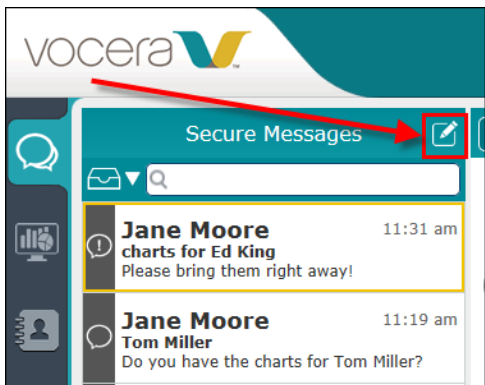 vocera
Secure Messages
Jane Moore 11:31 am
charts for Ed King
Please bring them right away!
Jane Moore 11:19 am
Tom Miller
Do you have the charts for Tom Miller?